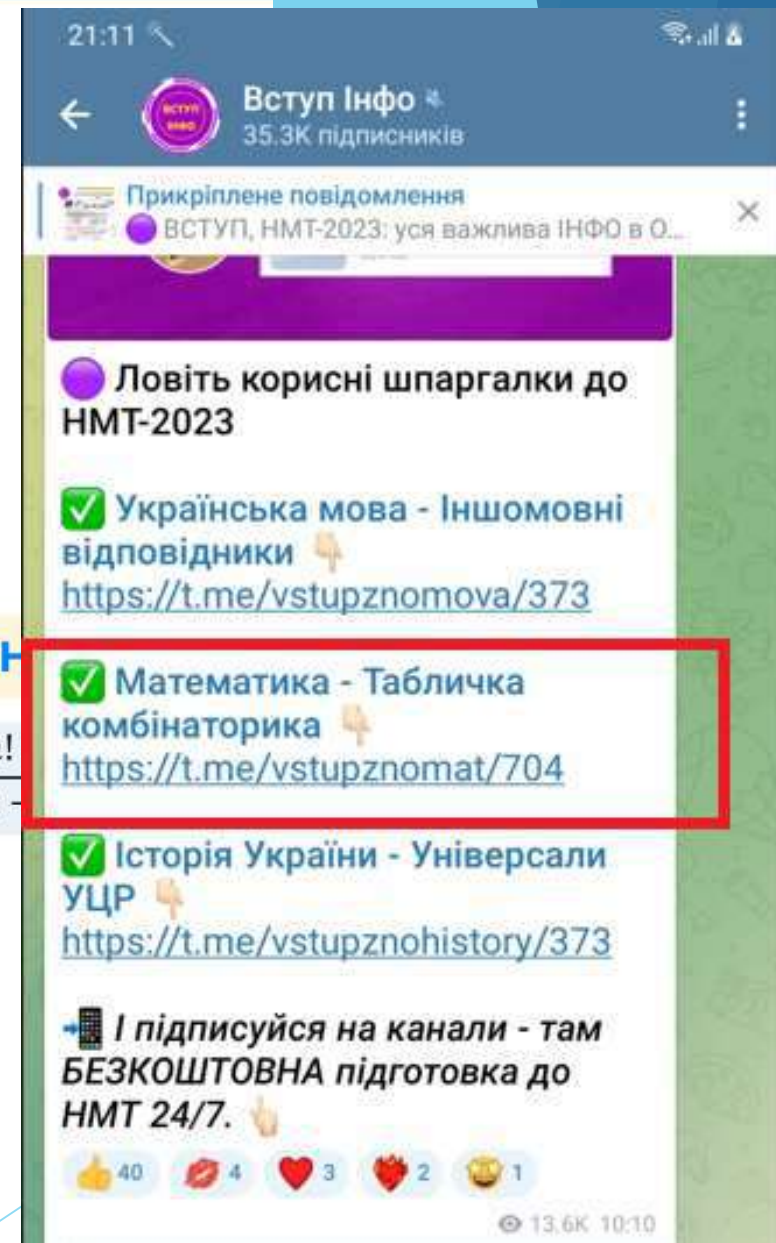 21:11
ВСТУП
ІНФО
Вступ Інфо
35.3K підписників
Прикріплене повідомлення
ВСТУП, НМТ-2023: уся важлива ІНФО в О...
Ловіть корисні шпаргалки до
НМТ-2023
Українська мова - Іншомовні
відповідники
https://t.me/vstupznomova/373
Математика - Табличка
комбінаторика
https://t.me/vstupznomat/704
Історія України - Універсали
УЦР
https://t.me/vstupznohistory/373
І підписуйся на канали - там
БЕЗКОШТОВНА підготовка до
НМТ 24/7.
40 4 3 2 1
13.6K 10:10